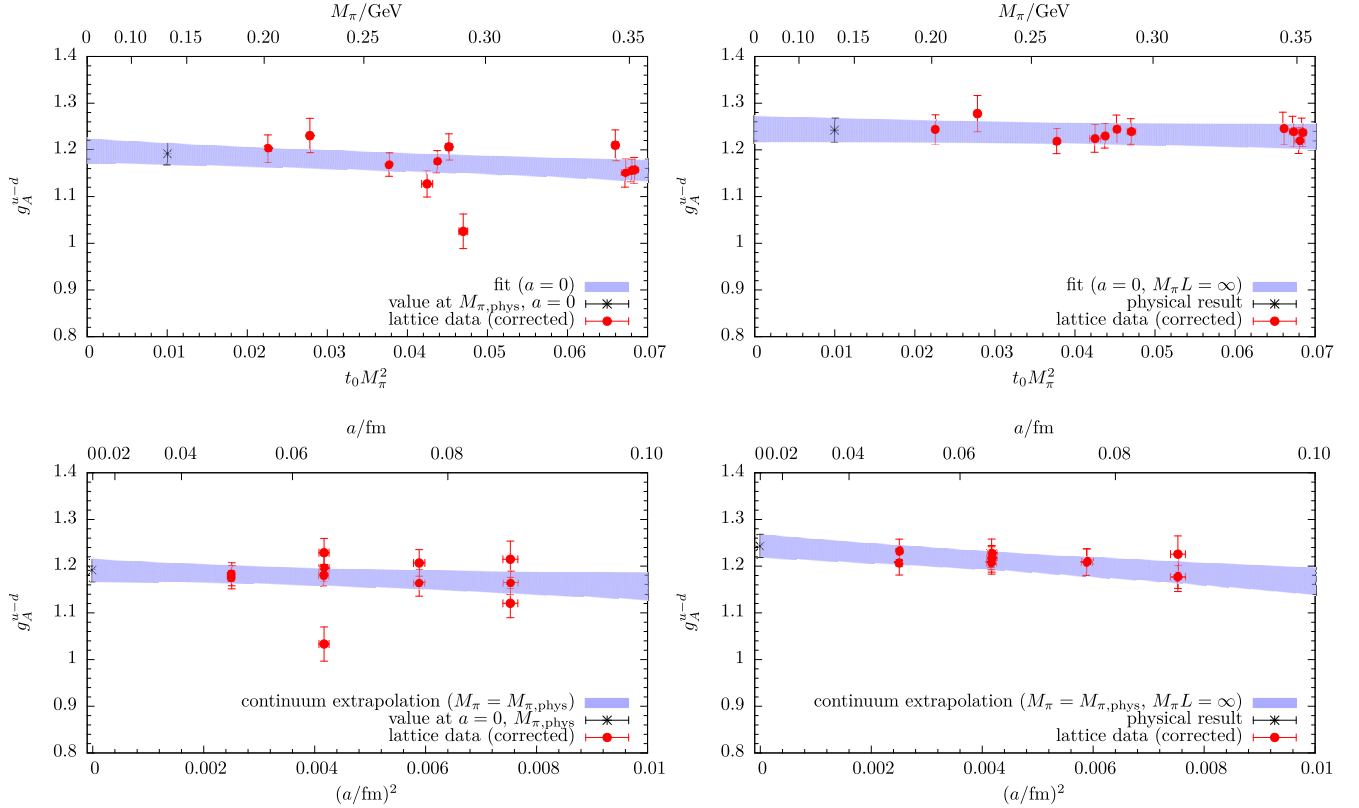 M_π/GeV
0 0.10 0.15 0.20 0.25 0.30 0.35
1.4
1.3
1.2
1.1
1
0.9
0.8
g_A^{u−d}
fit (a = 0)
value at M_{π,phys}, a = 0
lattice data (corrected)
0 0.01 0.02 0.03 0.04 0.05 0.06 0.07
t_0M_π^2
M_π/GeV
0 0.10 0.15 0.20 0.25 0.30 0.35
1.4
1.3
1.2
1.1
1
0.9
0.8
g_A^{u−d}
fit (a = 0, M_πL = ∞)
physical result
lattice data (corrected)
0 0.01 0.02 0.03 0.04 0.05 0.06 0.07
t_0M_π^2
a/fm
0 0.02 0.04 0.06 0.08 0.10
1.4
1.3
1.2
1.1
1
0.9
0.8
g_A^{u−d}
continuum extrapolation (M_π = M_{π,phys})
value at a = 0, M_{π,phys}
lattice data (corrected)
0 0.002 0.004 0.006 0.008 0.01
(a/fm)^2
a/fm
0 0.02 0.04 0.06 0.08 0.10
1.4
1.3
1.2
1.1
1
0.9
0.8
g_A^{u−d}
continuum extrapolation (M_π = M_{π,phys}, M_πL = ∞)
physical result
lattice data (corrected)
0 0.002 0.004 0.006 0.008 0.01
(a/fm)^2